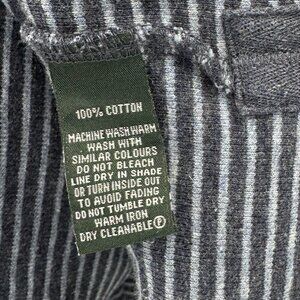 100% COTTON
MACHINE WASH WARM
WASH WITH
SIMILAR COLOURS
DO NOT BLEACH
LINE DRY IN SHADE
OR TURN INSIDE OUT
TO AVOID FADING
DO NOT TUMBLE DRY
WARM IRON
DRY CLEANABLE Ⓟ